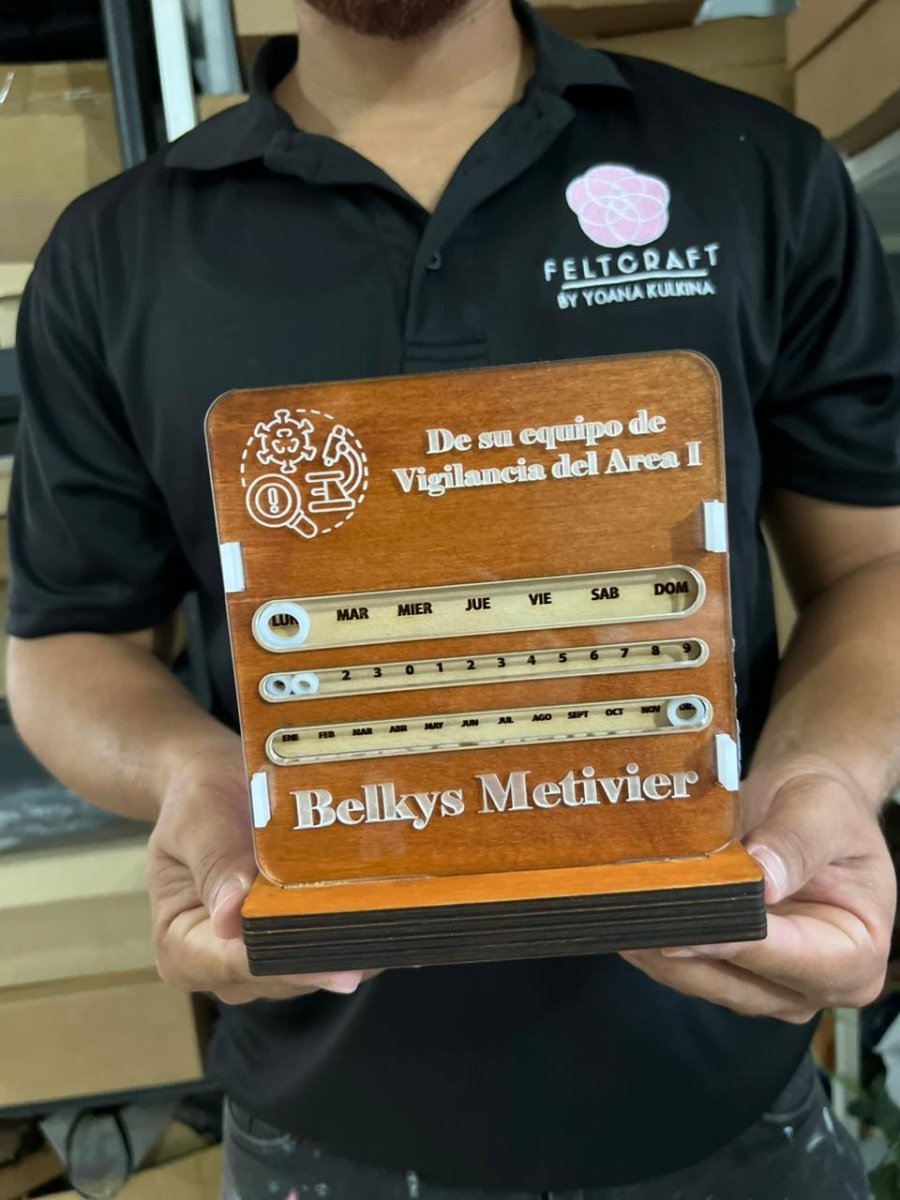 FELTCRAFT
BY YOANA KULKINA
De su equipo de
Vigilancia del Area I
LUN MAR MIER JUE VIE SAB DOM
2 3 0 1 2 3 4 5 6 7 8 9
ENE FEB MAR ABR MAY JUN JUL AGO SEPT OCT NOV
Belkys Metivier